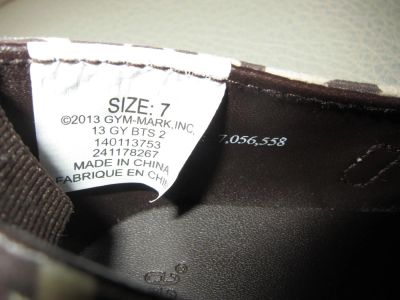 SIZE: 7
©2013 GYM-MARK.INC.
13 GY BTS 2
140113753
241178267
MADE IN CHINA
FABRIQUE EN CHI
7,056,558